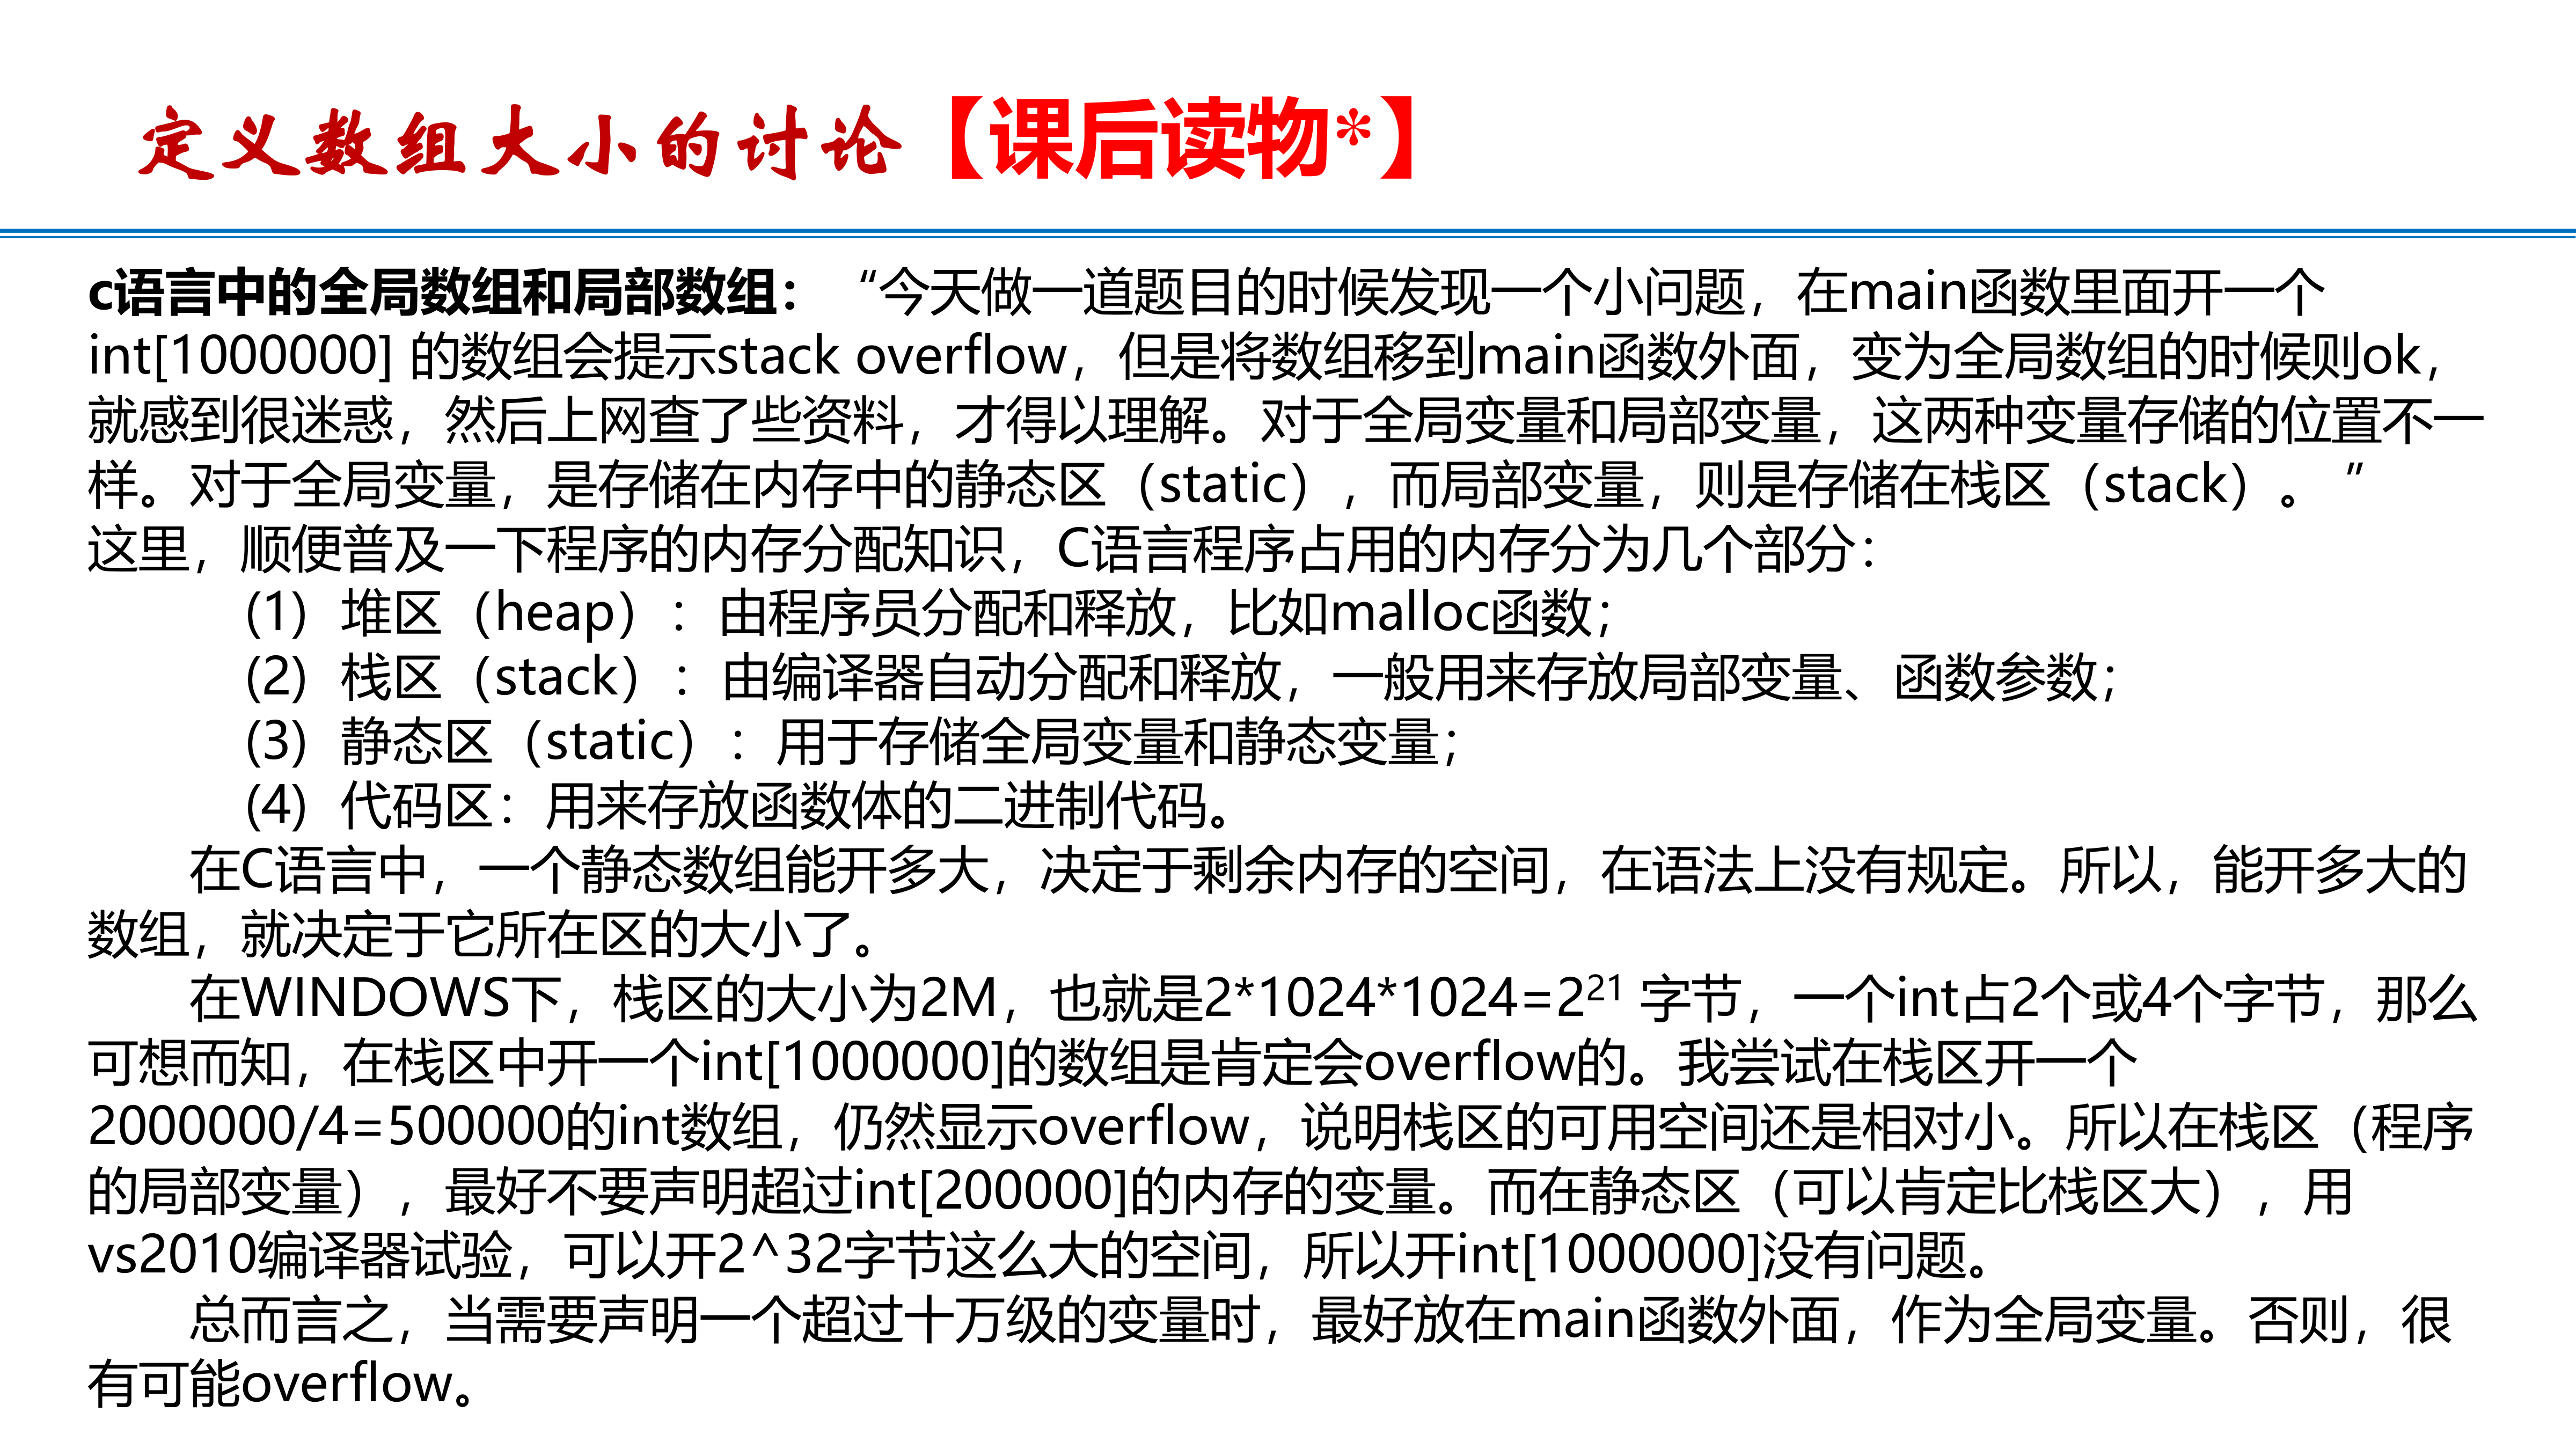 定义数组大小的讨论【课后读物*】
c语言中的全局数组和局部数组：“今天做一道题目的时候发现一个小问题，在main函数里面开一个
int[1000000] 的数组会提示stack overflow，但是将数组移到main函数外面，变为全局数组的时候则ok，
就感到很迷惑，然后上网查了些资料，才得以理解。对于全局变量和局部变量，这两种变量存储的位置不一
样。对于全局变量，是存储在内存中的静态区（static），而局部变量，则是存储在栈区（stack）。”
这里，顺便普及一下程序的内存分配知识，C语言程序占用的内存分为几个部分：
(1) 堆区（heap）：由程序员分配和释放，比如malloc函数；
(2) 栈区（stack）：由编译器自动分配和释放，一般用来存放局部变量、函数参数；
(3) 静态区（static）：用于存储全局变量和静态变量；
(4) 代码区：用来存放函数体的二进制代码。
在C语言中，一个静态数组能开多大，决定于剩余内存的空间，在语法上没有规定。所以，能开多大的
数组，就决定于它所在区的大小了。
在WINDOWS下，栈区的大小为2M，也就是2*1024*1024=2²¹ 字节，一个int占2个或4个字节，那么
可想而知，在栈区中开一个int[1000000]的数组是肯定会overflow的。我尝试在栈区开一个
2000000/4=500000的int数组，仍然显示overflow，说明栈区的可用空间还是相对小。所以在栈区（程序
的局部变量），最好不要声明超过int[200000]的内存的变量。而在静态区（可以肯定比栈区大），用
vs2010编译器试验，可以开2^32字节这么大的空间，所以开int[1000000]没有问题。
总而言之，当需要声明一个超过十万级的变量时，最好放在main函数外面，作为全局变量。否则，很
有可能overflow。